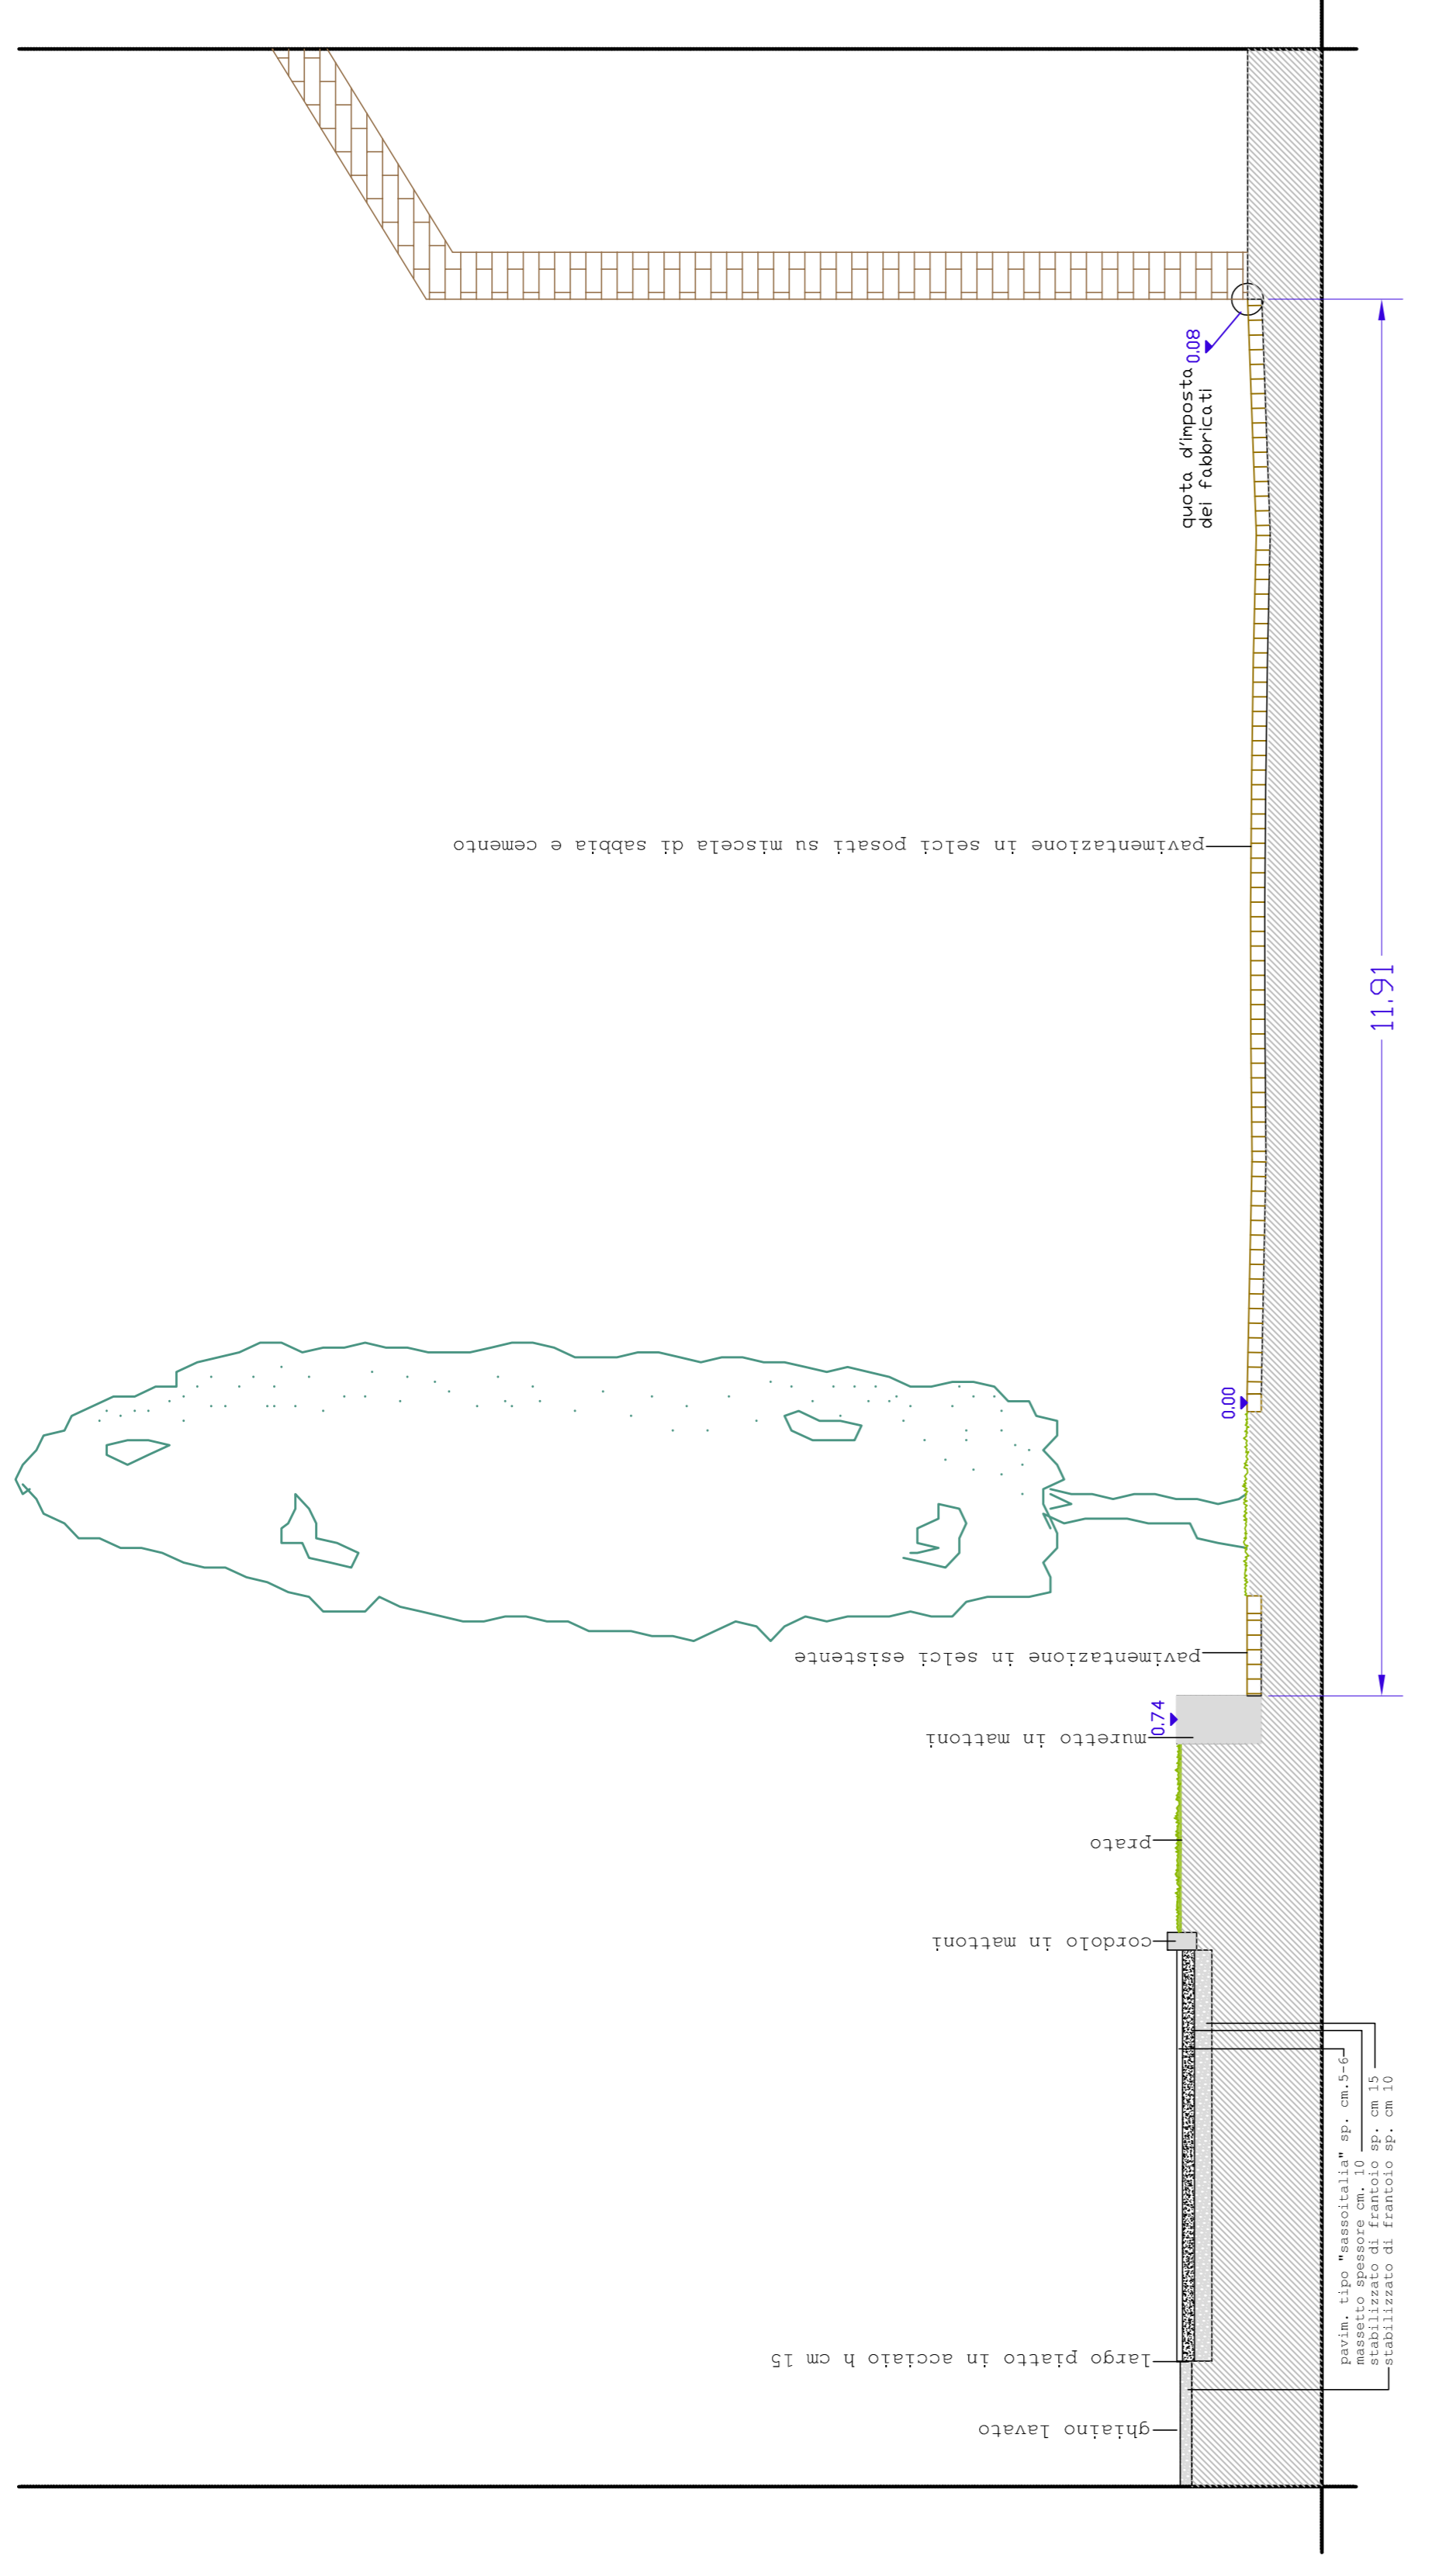 0.08
quota d'imposta
dei fabbricati
pavimentazione in selci posati su miscela di sabbia e cemento
11.91
0.00
pavimentazione in selci esistente
0.74
muretto in mattoni
prato
cordolo in mattoni
pavim. tipo "sassoitalia" sp. cm.5-6
massetto spessore cm. 10
stabilizzato di frantoio sp. cm 15
stabilizzato di frantoio sp. cm 10
largo piatto in acciaio h cm 15
ghiaino lavato